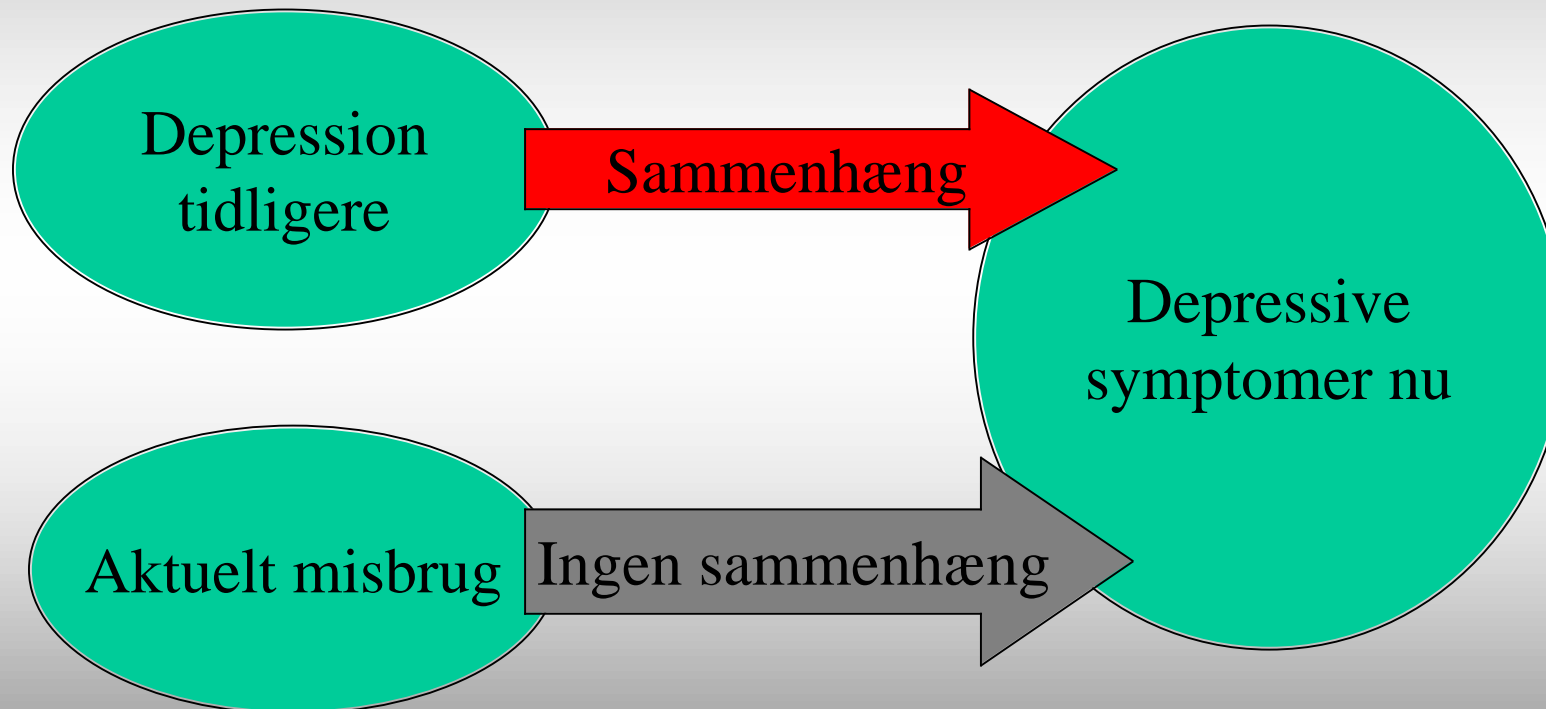 Depression
tidligere
Sammenhæng
Depressive
symptomer nu
Aktuelt misbrug
Ingen sammenhæng